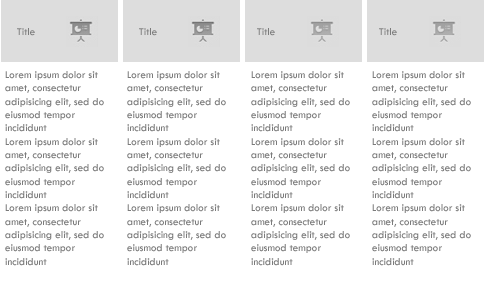 Title
Lorem ipsum dolor sit
amet, consectetur
adipisicing elit, sed do
eiusmod tempor
incididunt
Lorem ipsum dolor sit
amet, consectetur
adipisicing elit, sed do
eiusmod tempor
incididunt
Lorem ipsum dolor sit
amet, consectetur
adipisicing elit, sed do
eiusmod tempor
incididunt
Title
Lorem ipsum dolor sit
amet, consectetur
adipisicing elit, sed do
eiusmod tempor
incididunt
Lorem ipsum dolor sit
amet, consectetur
adipisicing elit, sed do
eiusmod tempor
incididunt
Lorem ipsum dolor sit
amet, consectetur
adipisicing elit, sed do
eiusmod tempor
incididunt
Title
Lorem ipsum dolor sit
amet, consectetur
adipisicing elit, sed do
eiusmod tempor
incididunt
Lorem ipsum dolor sit
amet, consectetur
adipisicing elit, sed do
eiusmod tempor
incididunt
Lorem ipsum dolor sit
amet, consectetur
adipisicing elit, sed do
eiusmod tempor
incididunt
Title
Lorem ipsum dolor sit
amet, consectetur
adipisicing elit, sed do
eiusmod tempor
incididunt
Lorem ipsum dolor sit
amet, consectetur
adipisicing elit, sed do
eiusmod tempor
incididunt
Lorem ipsum dolor sit
amet, consectetur
adipisicing elit, sed do
eiusmod tempor
incididunt